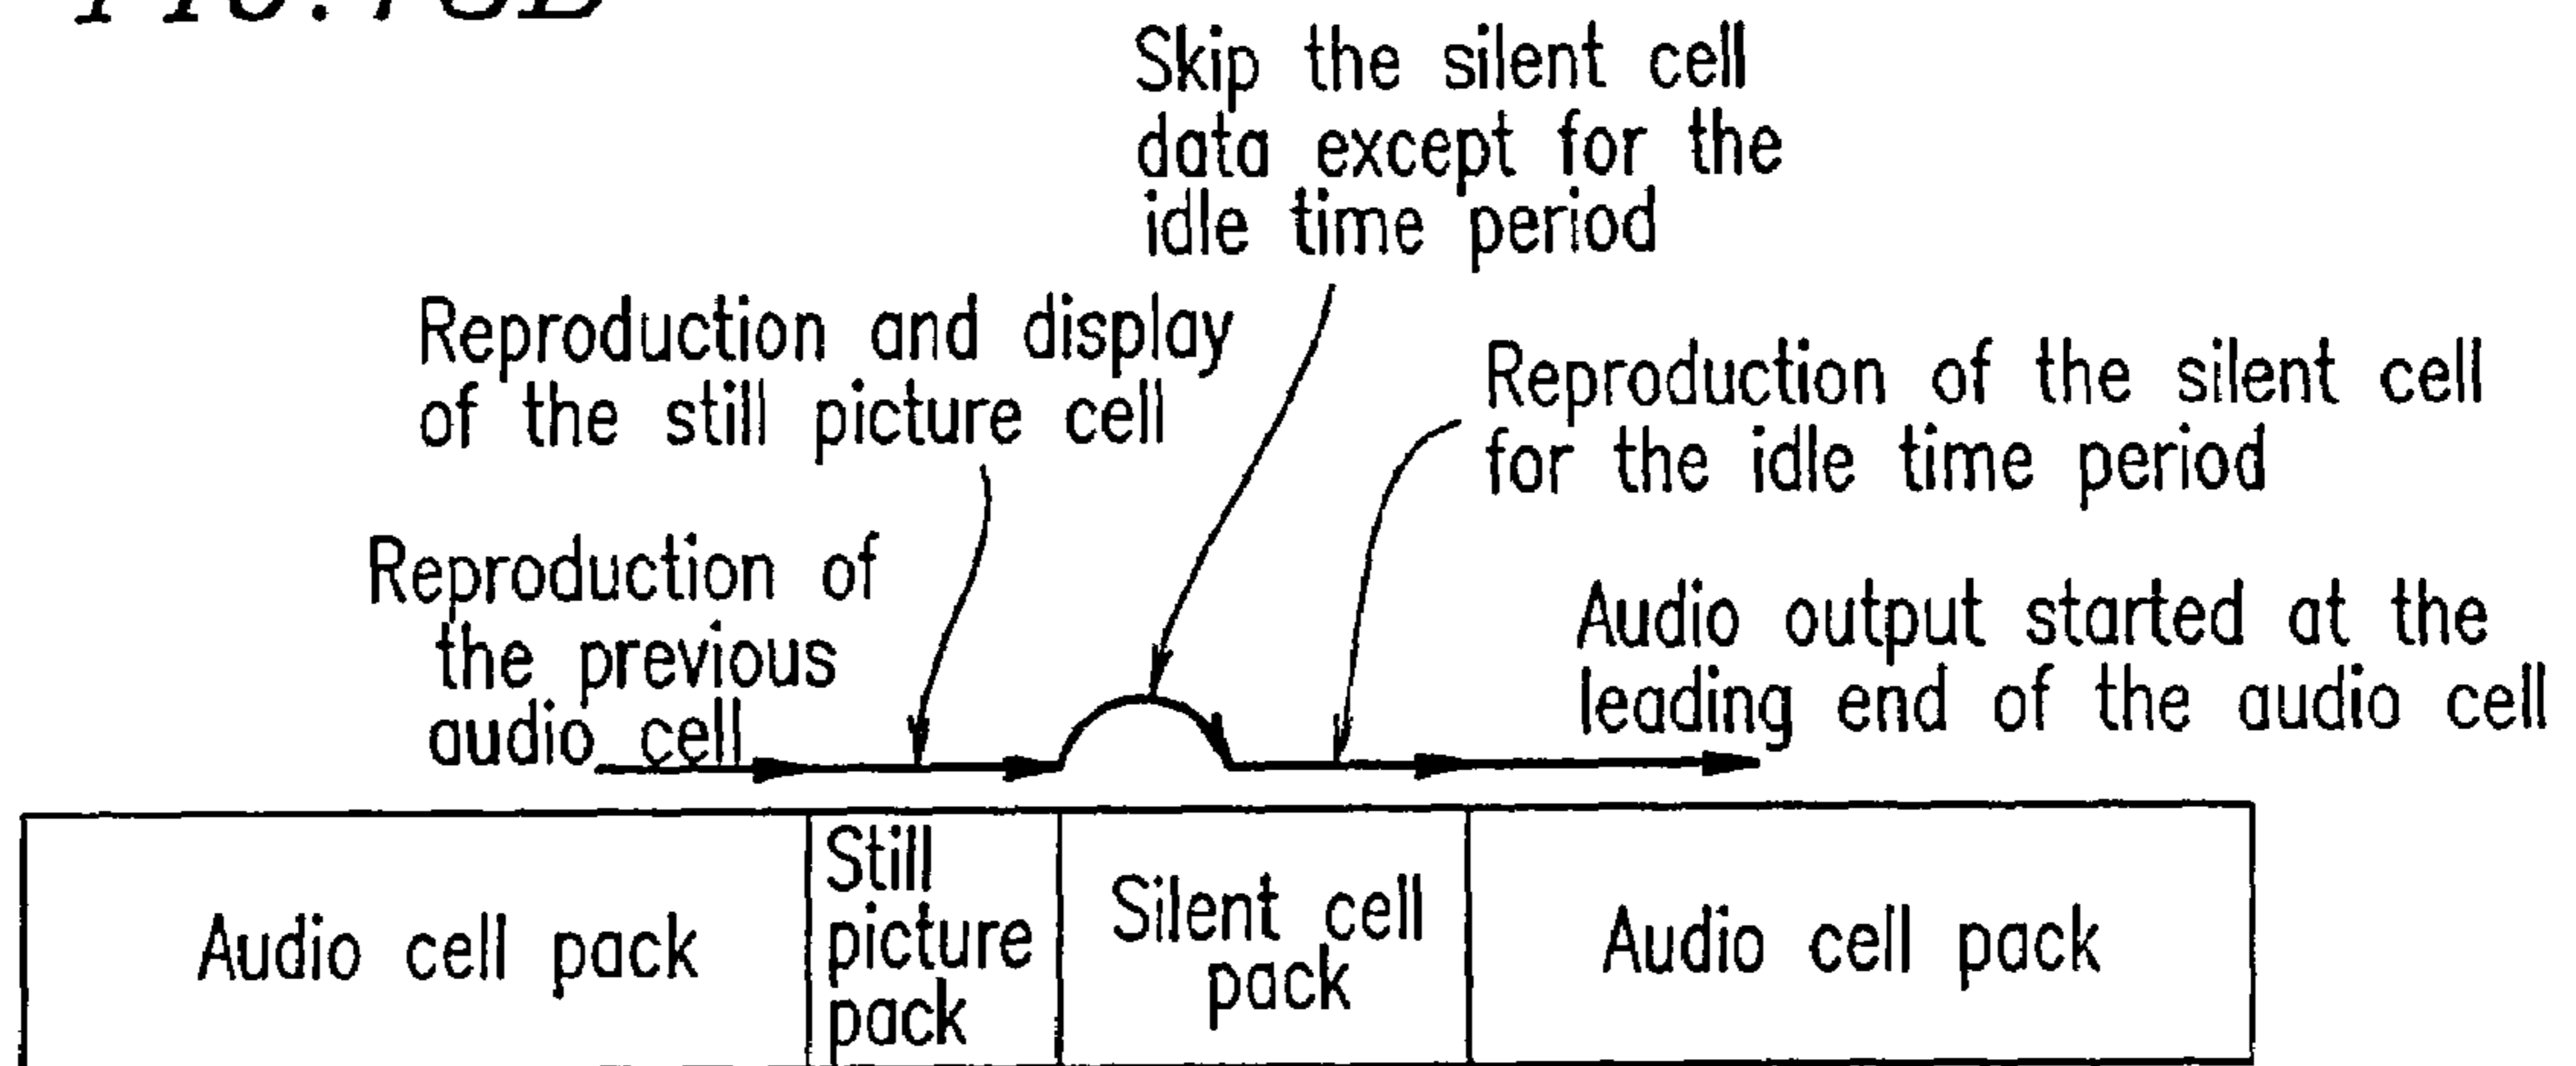 Skip the silent cell
data except for the
idle time period
Reproduction and display
of the still picture cell
Reproduction of the silent cell
for the idle time period
Reproduction of
the previous
audio cell
Audio output started at the
leading end of the audio cell
Audio cell pack
Still
picture
pack
Silent cell
pack
Audio cell pack